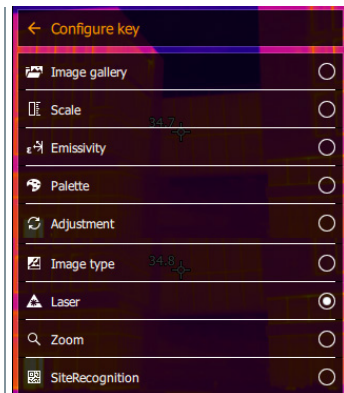 Configure key
Image gallery
Scale
34.7
ε Emissivity
Palette
Adjustment
Image type
34.8
Laser
Zoom
SiteRecognition